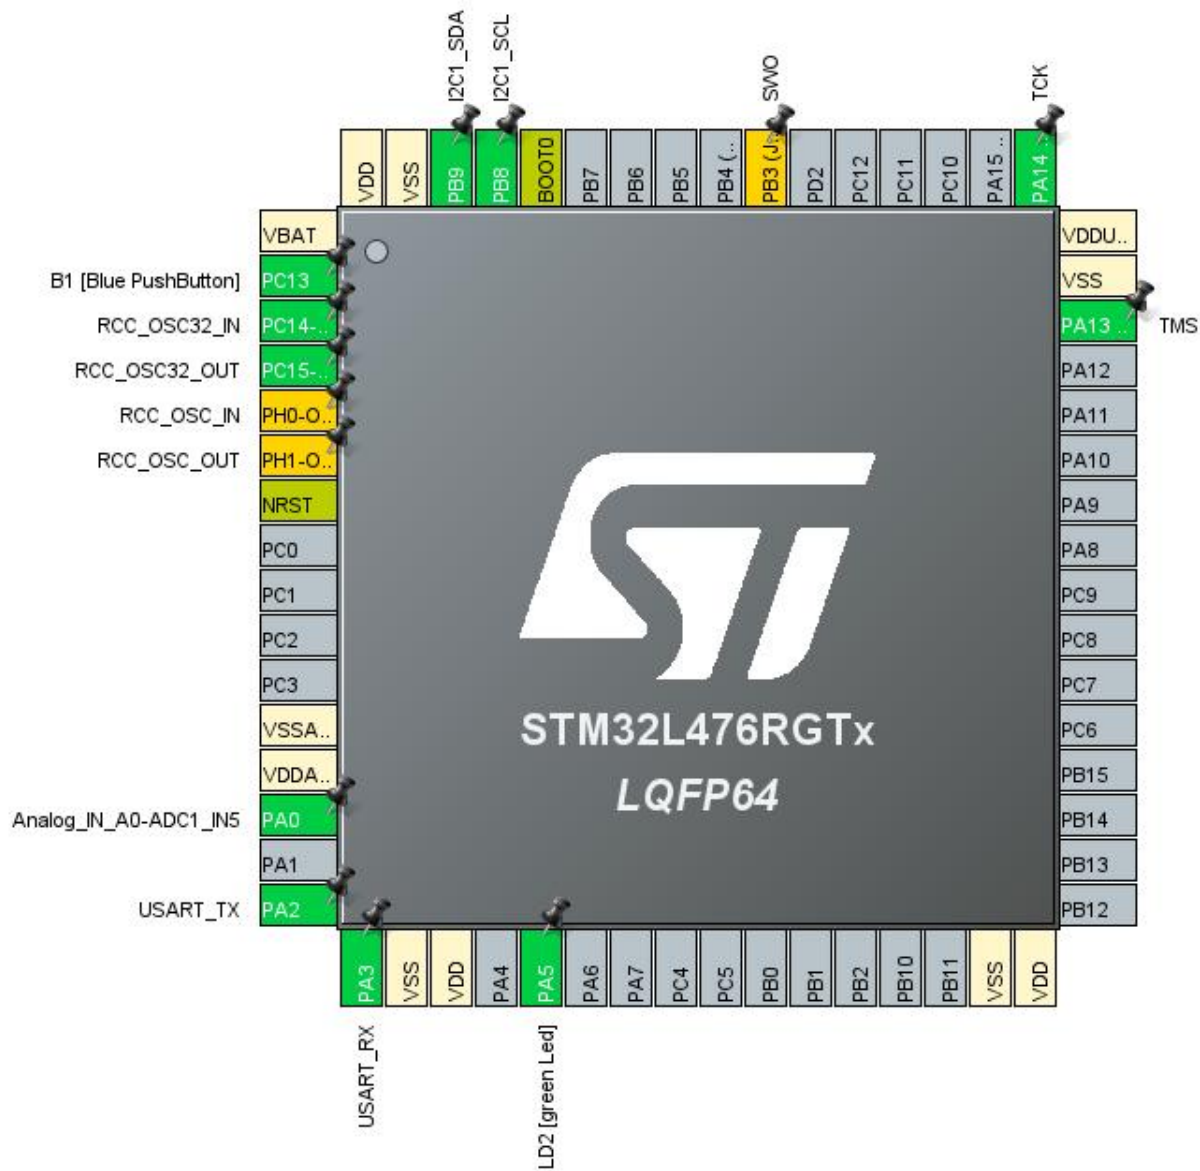 I2C1_SDA
I2C1_SCL
SWO
TCK
VDD
VSS
PB9
PB8
BOOT0
PB7
PB6
PB5
PB4 (..
PB3 (J..
PD2
PC12
PC11
PC10
PA15 ..
PA14 ..
VBAT
B1 [Blue PushButton] PC13
RCC_OSC32_IN PC14-..
RCC_OSC32_OUT PC15-..
RCC_OSC_IN PH0-O..
RCC_OSC_OUT PH1-O..
NRST
PC0
PC1
PC2
PC3
VSSA..
VDDA..
Analog_IN_A0-ADC1_IN5 PA0
PA1
USART_TX PA2
ST
STM32L476RGTx
LQFP64
VDDU..
VSS
PA13 .. TMS
PA12
PA11
PA10
PA9
PA8
PC9
PC8
PC7
PC6
PB15
PB14
PB13
PB12
PA3
VSS
VDD
PA4
PA5
PA6
PA7
PC4
PC5
PB0
PB1
PB2
PB10
PB11
VSS
VDD
USART_RX
LD2 [green Led]